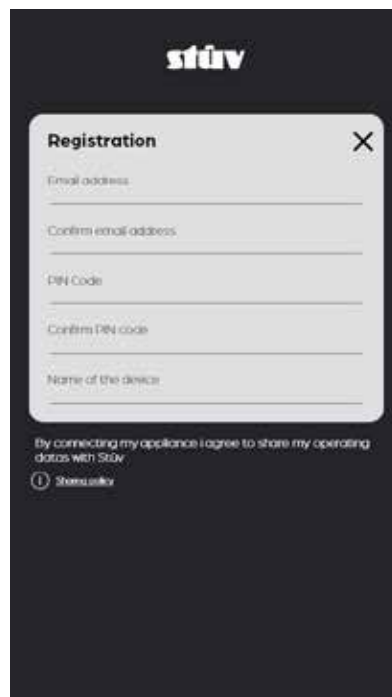 stûv
Registration
Email address
Confirm email address
PIN Code
Confirm PIN code
Name of the device
By connecting my appliance i agree to share my operating
datas with Stûv
policy